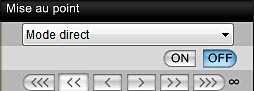 Mise au point
Mode direct
ON OFF
<<< << < > >> >>> ∞